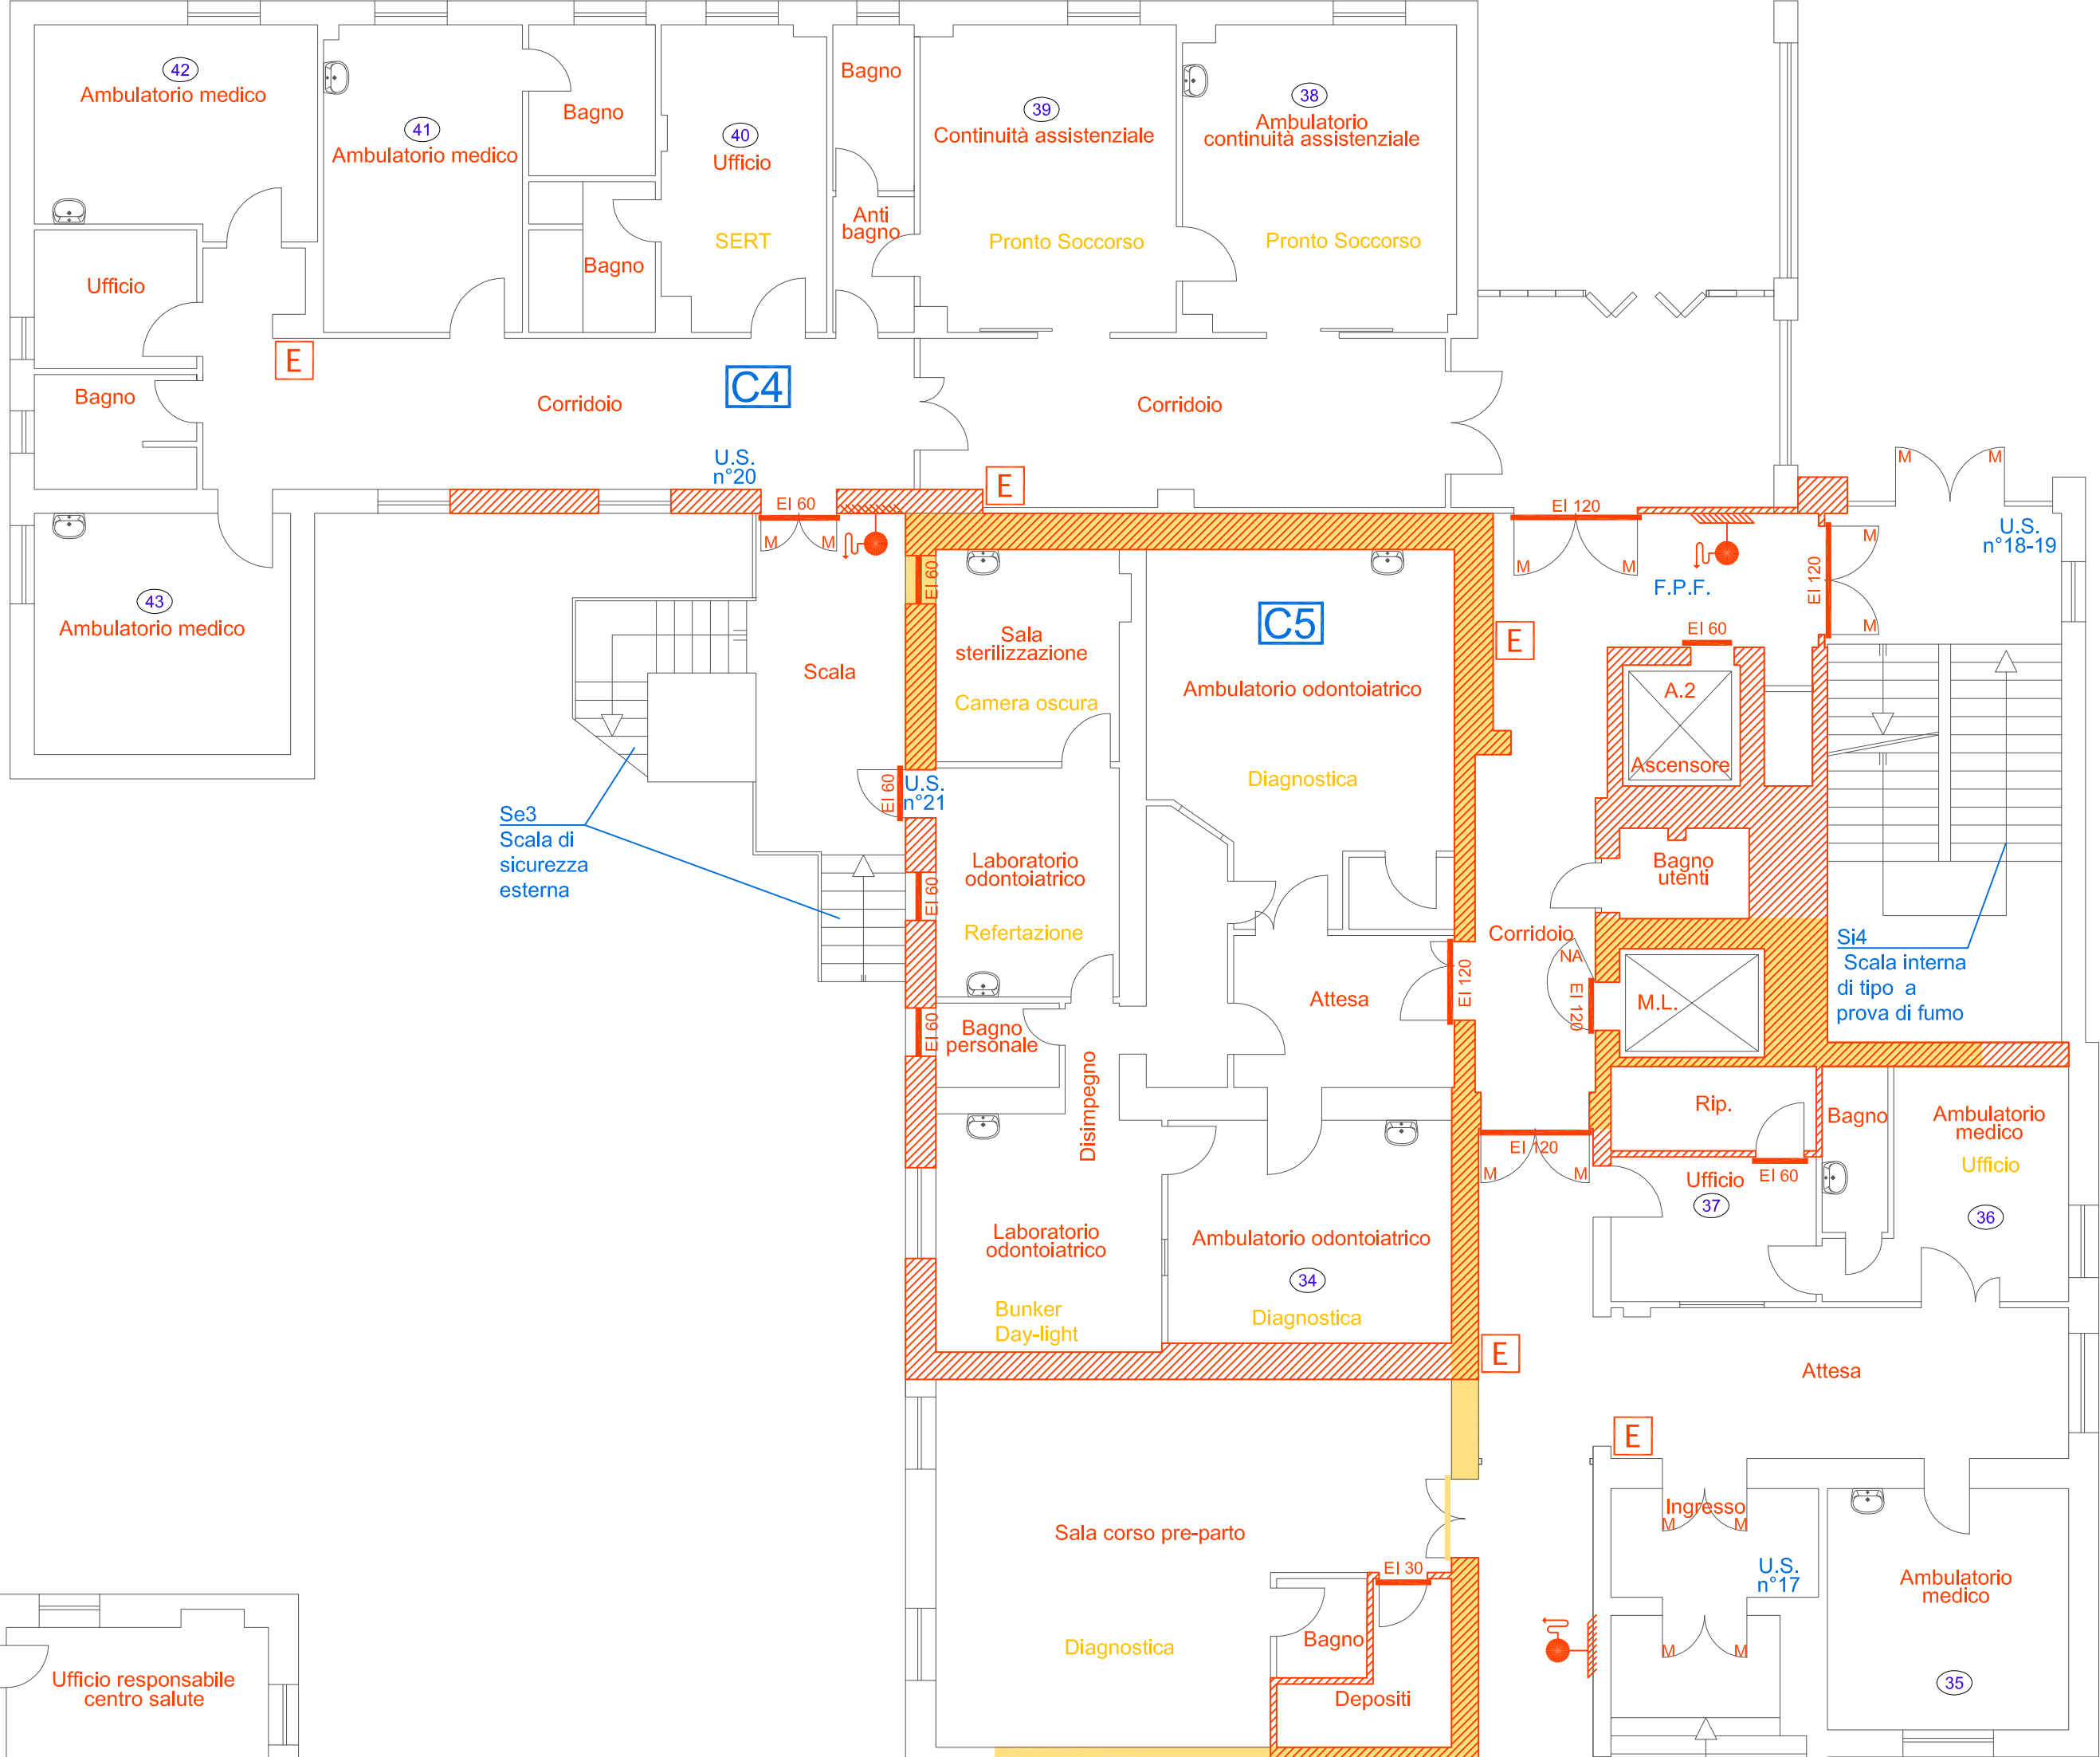 42
Ambulatorio medico
41
Ambulatorio medico
Bagno
40
Ufficio
SERT
Bagno
Bagno
Anti
bagno
39
Continuità assistenziale
Pronto Soccorso
38
Ambulatorio
continuità assistenziale
Pronto Soccorso
Ufficio
E
Bagno
Corridoio
C4
Corridoio
U.S.
n°20
E
EI 60
M
M
EI 120
M
M
F.P.F.
EI 120
M
M
M
M
U.S.
n°18-19
43
Ambulatorio medico
Scala
EI 60
Sala
sterilizzazione
Camera oscura
C5
Ambulatorio odontoiatrico
Diagnostica
E
EI 60
A.2
Ascensore
Se3
Scala di
sicurezza
esterna
EI 60
U.S.
n°21
Laboratorio
odontoiatrico
Refertazione
EI 60
Bagno
utenti
Corridoio
NA
EI 120
EI 120
M.L.
Si4
Scala interna
di tipo a
prova di fumo
Attesa
EI 60
Bagno
personale
Disimpegno
Rip.
Bagno
Ambulatorio
medico
Ufficio
36
EI 120
M
M
Ufficio
37
EI 60
Laboratorio
odontoiatrico
Bunker
Day-light
Ambulatorio odontoiatrico
34
Diagnostica
E
Attesa
E
Sala corso pre-parto
Diagnostica
EI 30
Bagno
Depositi
Ingresso
M
M
U.S.
n°17
M
M
Ambulatorio
medico
35
Ufficio responsabile
centro salute